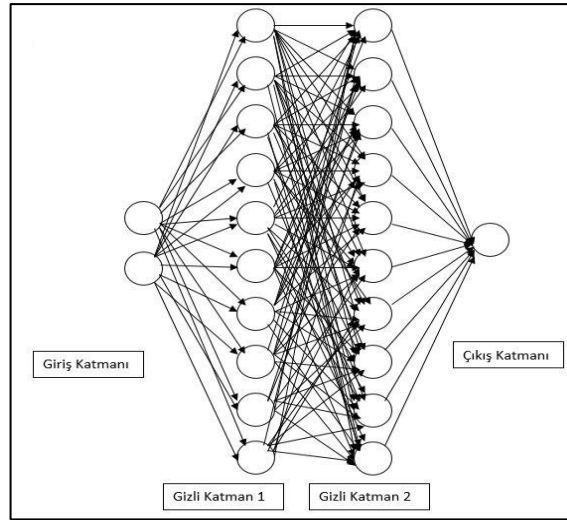 Giriş Katmanı
Çıkış Katmanı
Gizli Katman 1
Gizli Katman 2